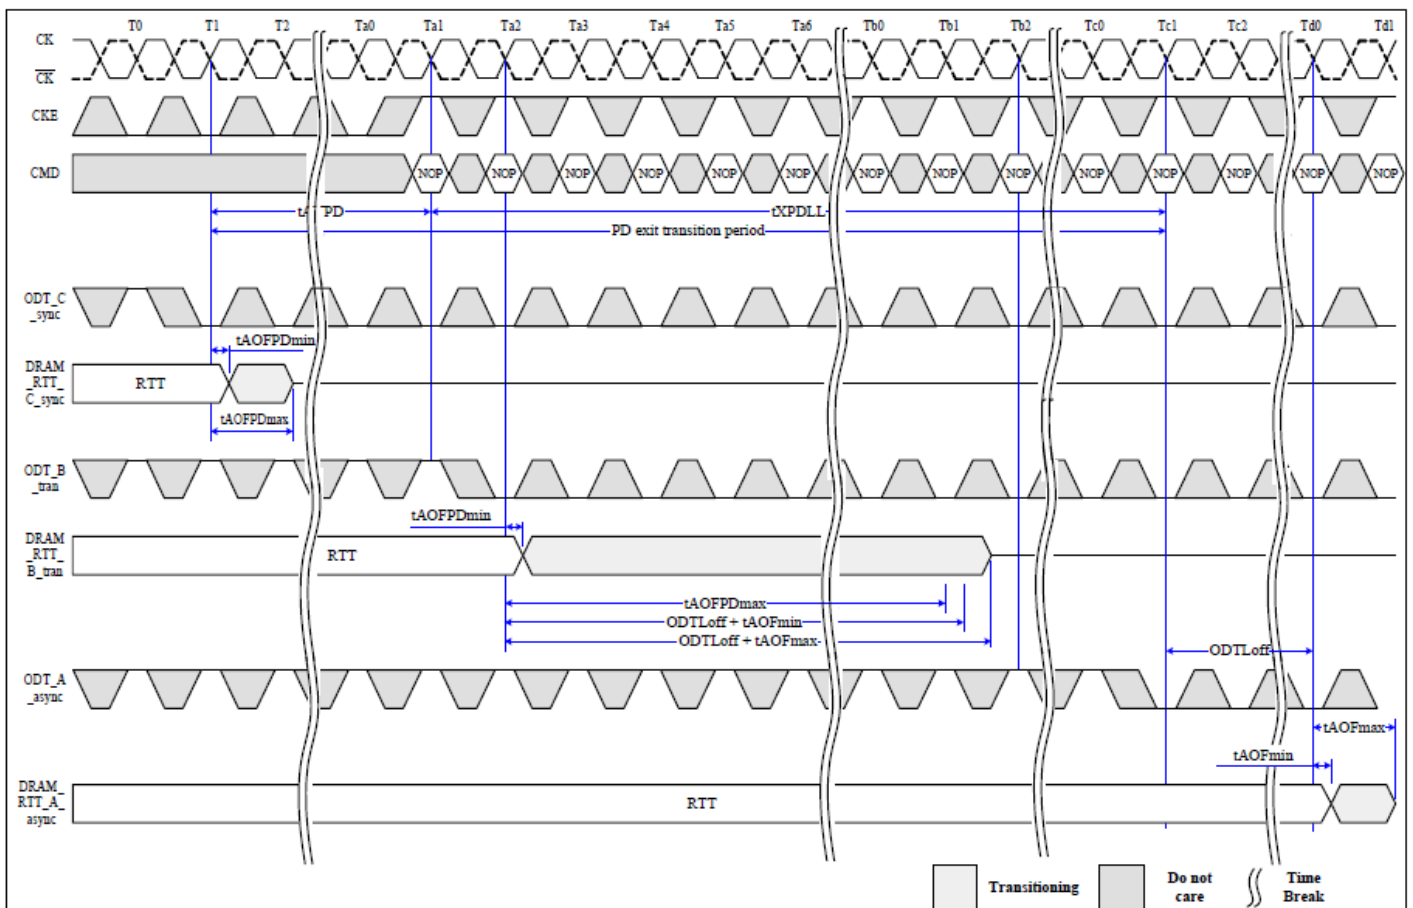 T0 T1 T2 Ta0 Ta1 Ta2 Ta3 Ta4 Ta5 Ta6 Tb0 Tb1 Tb2 Tc0 Tc1 Tc2 Td0 Td1
CK
CK
CKE
CMD
NOP NOP NOP NOP NOP NOP NOP NOP NOP NOP NOP NOP NOP NOP
tXPDLL
PD exit transition period
ODT_C
_sync
tAOFPDmin
DRAM
_RTT_
C_sync
RTT
tAOFPDmax
ODT_B
_tran
tAOFPDmin
DRAM
_RTT_
B_tran
RTT
tAOFPDmax
ODTLoff + tAOFmin
ODTLoff + tAOFmax
ODTLoff
ODT_A
_async
tAOFmax
tAOFmin
DRAM_
RTT_A_
async
RTT
Transitioning
Do not
care
Time
Break